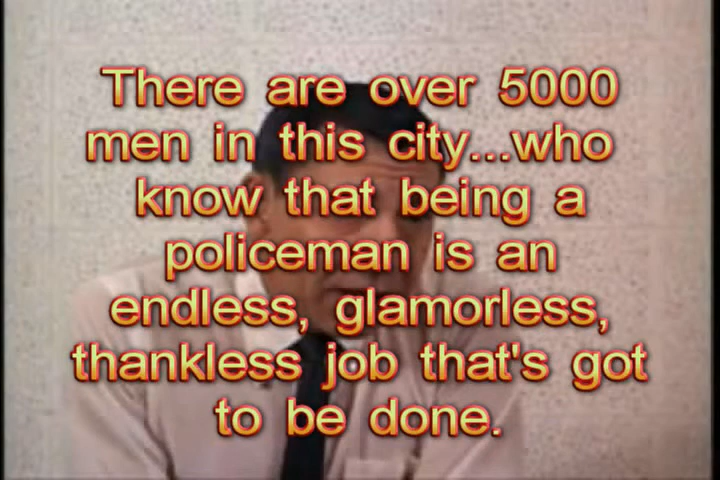 There are over 5000
men in this city...who
know that being a
policeman is an
endless, glamorless,
thankless job that's got
to be done.